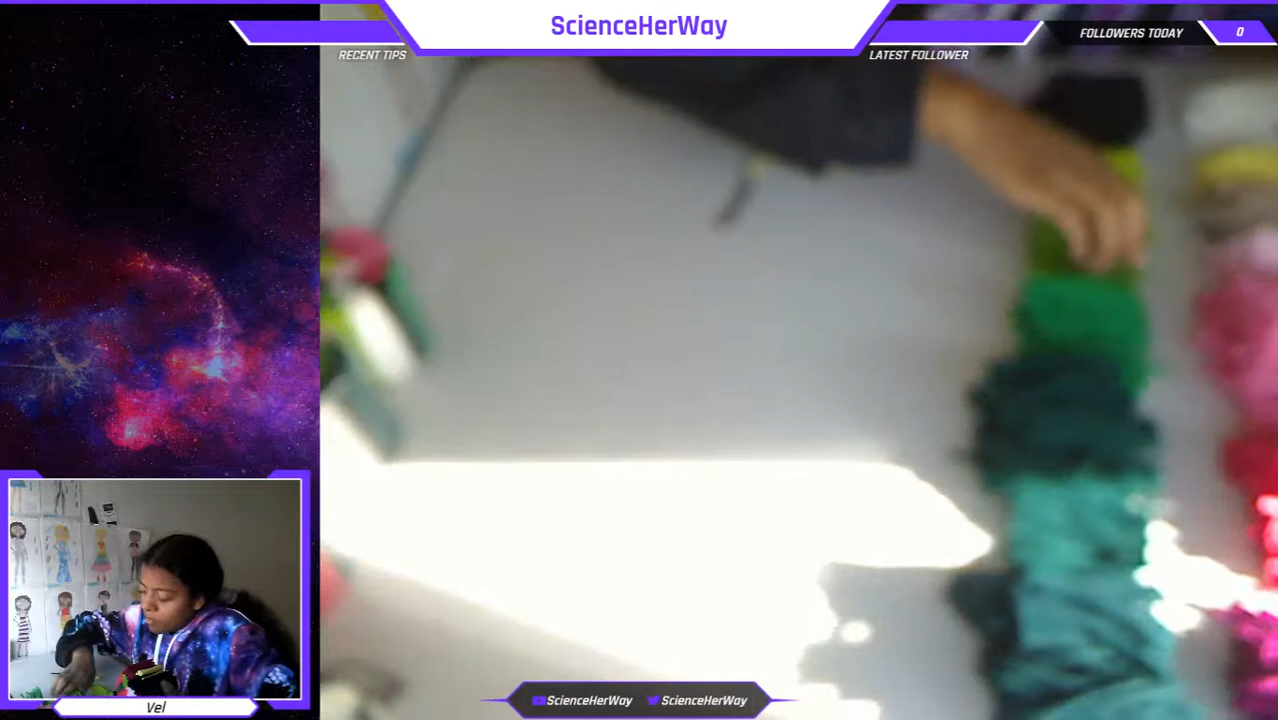 ScienceHerWay
RECENT TIPS
LATEST FOLLOWER
FOLLOWERS TODAY
0
Vel
ScienceHerWay
ScienceHerWay